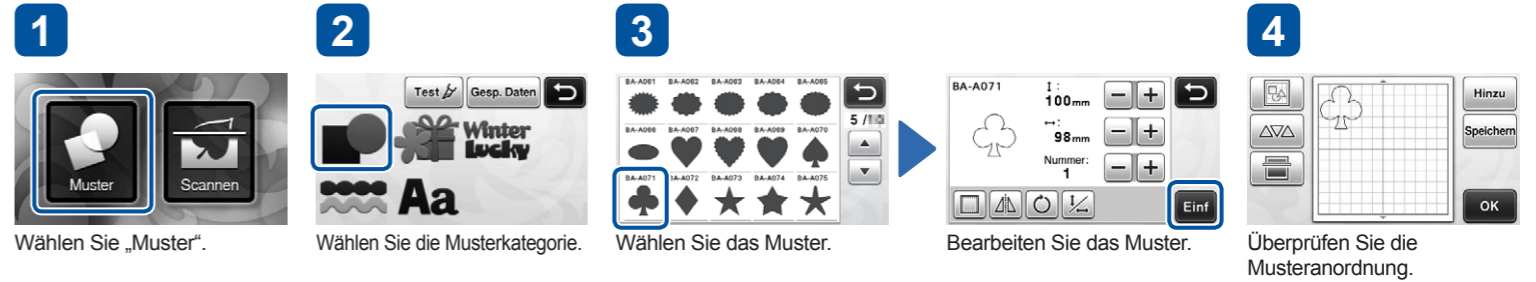 1
Muster
Scannen
Wählen Sie „Muster“.
2
Test
Gesp. Daten
Winter
Lucky
Aa
Wählen Sie die Musterkategorie.
3
BA-A061 BA-A062 BA-A063 BA-A064 BA-A065
5 /
BA-A066 BA-A067 BA-A068 BA-A069 BA-A070
BA-A071 BA-A072 BA-A073 BA-A074 BA-A075
Wählen Sie das Muster.
BA-A071
100mm
98mm
Nummer:
1
Einf
Bearbeiten Sie das Muster.
4
Hinzu
Speichern
OK
Überprüfen Sie die
Musteranordnung.